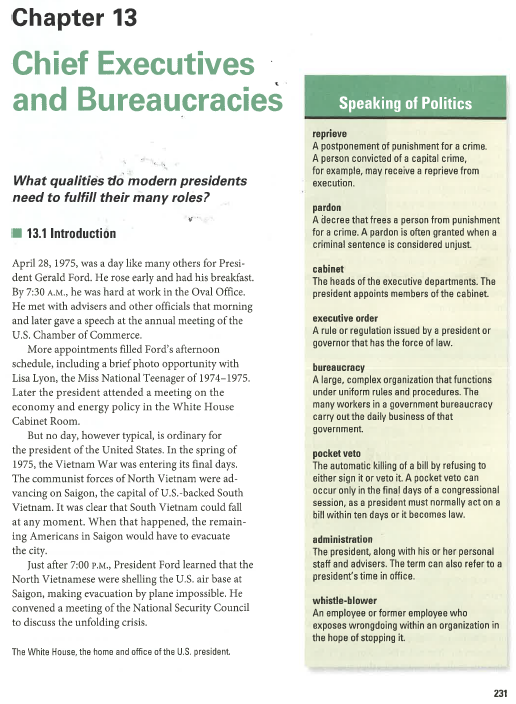 Chapter 13
Chief Executives
and Bureaucracies
What qualities do modern presidents
need to fulfill their many roles?
13.1 Introduction
April 28, 1975, was a day like many others for Presi-
dent Gerald Ford. He rose early and had his breakfast.
By 7:30 A.M., he was hard at work in the Oval Office.
He met with advisers and other officials that morning
and later gave a speech at the annual meeting of the
U.S. Chamber of Commerce.
More appointments filled Ford's afternoon
schedule, including a brief photo opportunity with
Lisa Lyon, the Miss National Teenager of 1974–1975.
Later the president attended a meeting on the
economy and energy policy in the White House
Cabinet Room.
But no day, however typical, is ordinary for
the president of the United States. In the spring of
1975, the Vietnam War was entering its final days.
The communist forces of North Vietnam were ad-
vancing on Saigon, the capital of U.S.-backed South
Vietnam. It was clear that South Vietnam could fall
at any moment. When that happened, the remain-
ing Americans in Saigon would have to evacuate
the city.
Just after 7:00 P.M., President Ford learned that the
North Vietnamese were shelling the U.S. air base at
Saigon, making evacuation by plane impossible. He
convened a meeting of the National Security Council
to discuss the unfolding crisis.
The White House, the home and office of the U.S. president.
Speaking of Politics
reprieve
A postponement of punishment for a crime.
A person convicted of a capital crime,
for example, may receive a reprieve from
execution.
pardon
A decree that frees a person from punishment
for a crime. A pardon is often granted when a
criminal sentence is considered unjust.
cabinet
The heads of the executive departments. The
president appoints members of the cabinet.
executive order
A rule or regulation issued by a president or
governor that has the force of law.
bureaucracy
A large, complex organization that functions
under uniform rules and procedures. The
many workers in a government bureaucracy
carry out the daily business of that
government.
pocket veto
The automatic killing of a bill by refusing to
either sign it or veto it. A pocket veto can
occur only in the final days of a congressional
session, as a president must normally act on a
bill within ten days or it becomes law.
administration
The president, along with his or her personal
staff and advisers. The term can also refer to a
president's time in office.
whistle-blower
An employee or former employee who
exposes wrongdoing within an organization in
the hope of stopping it.
231